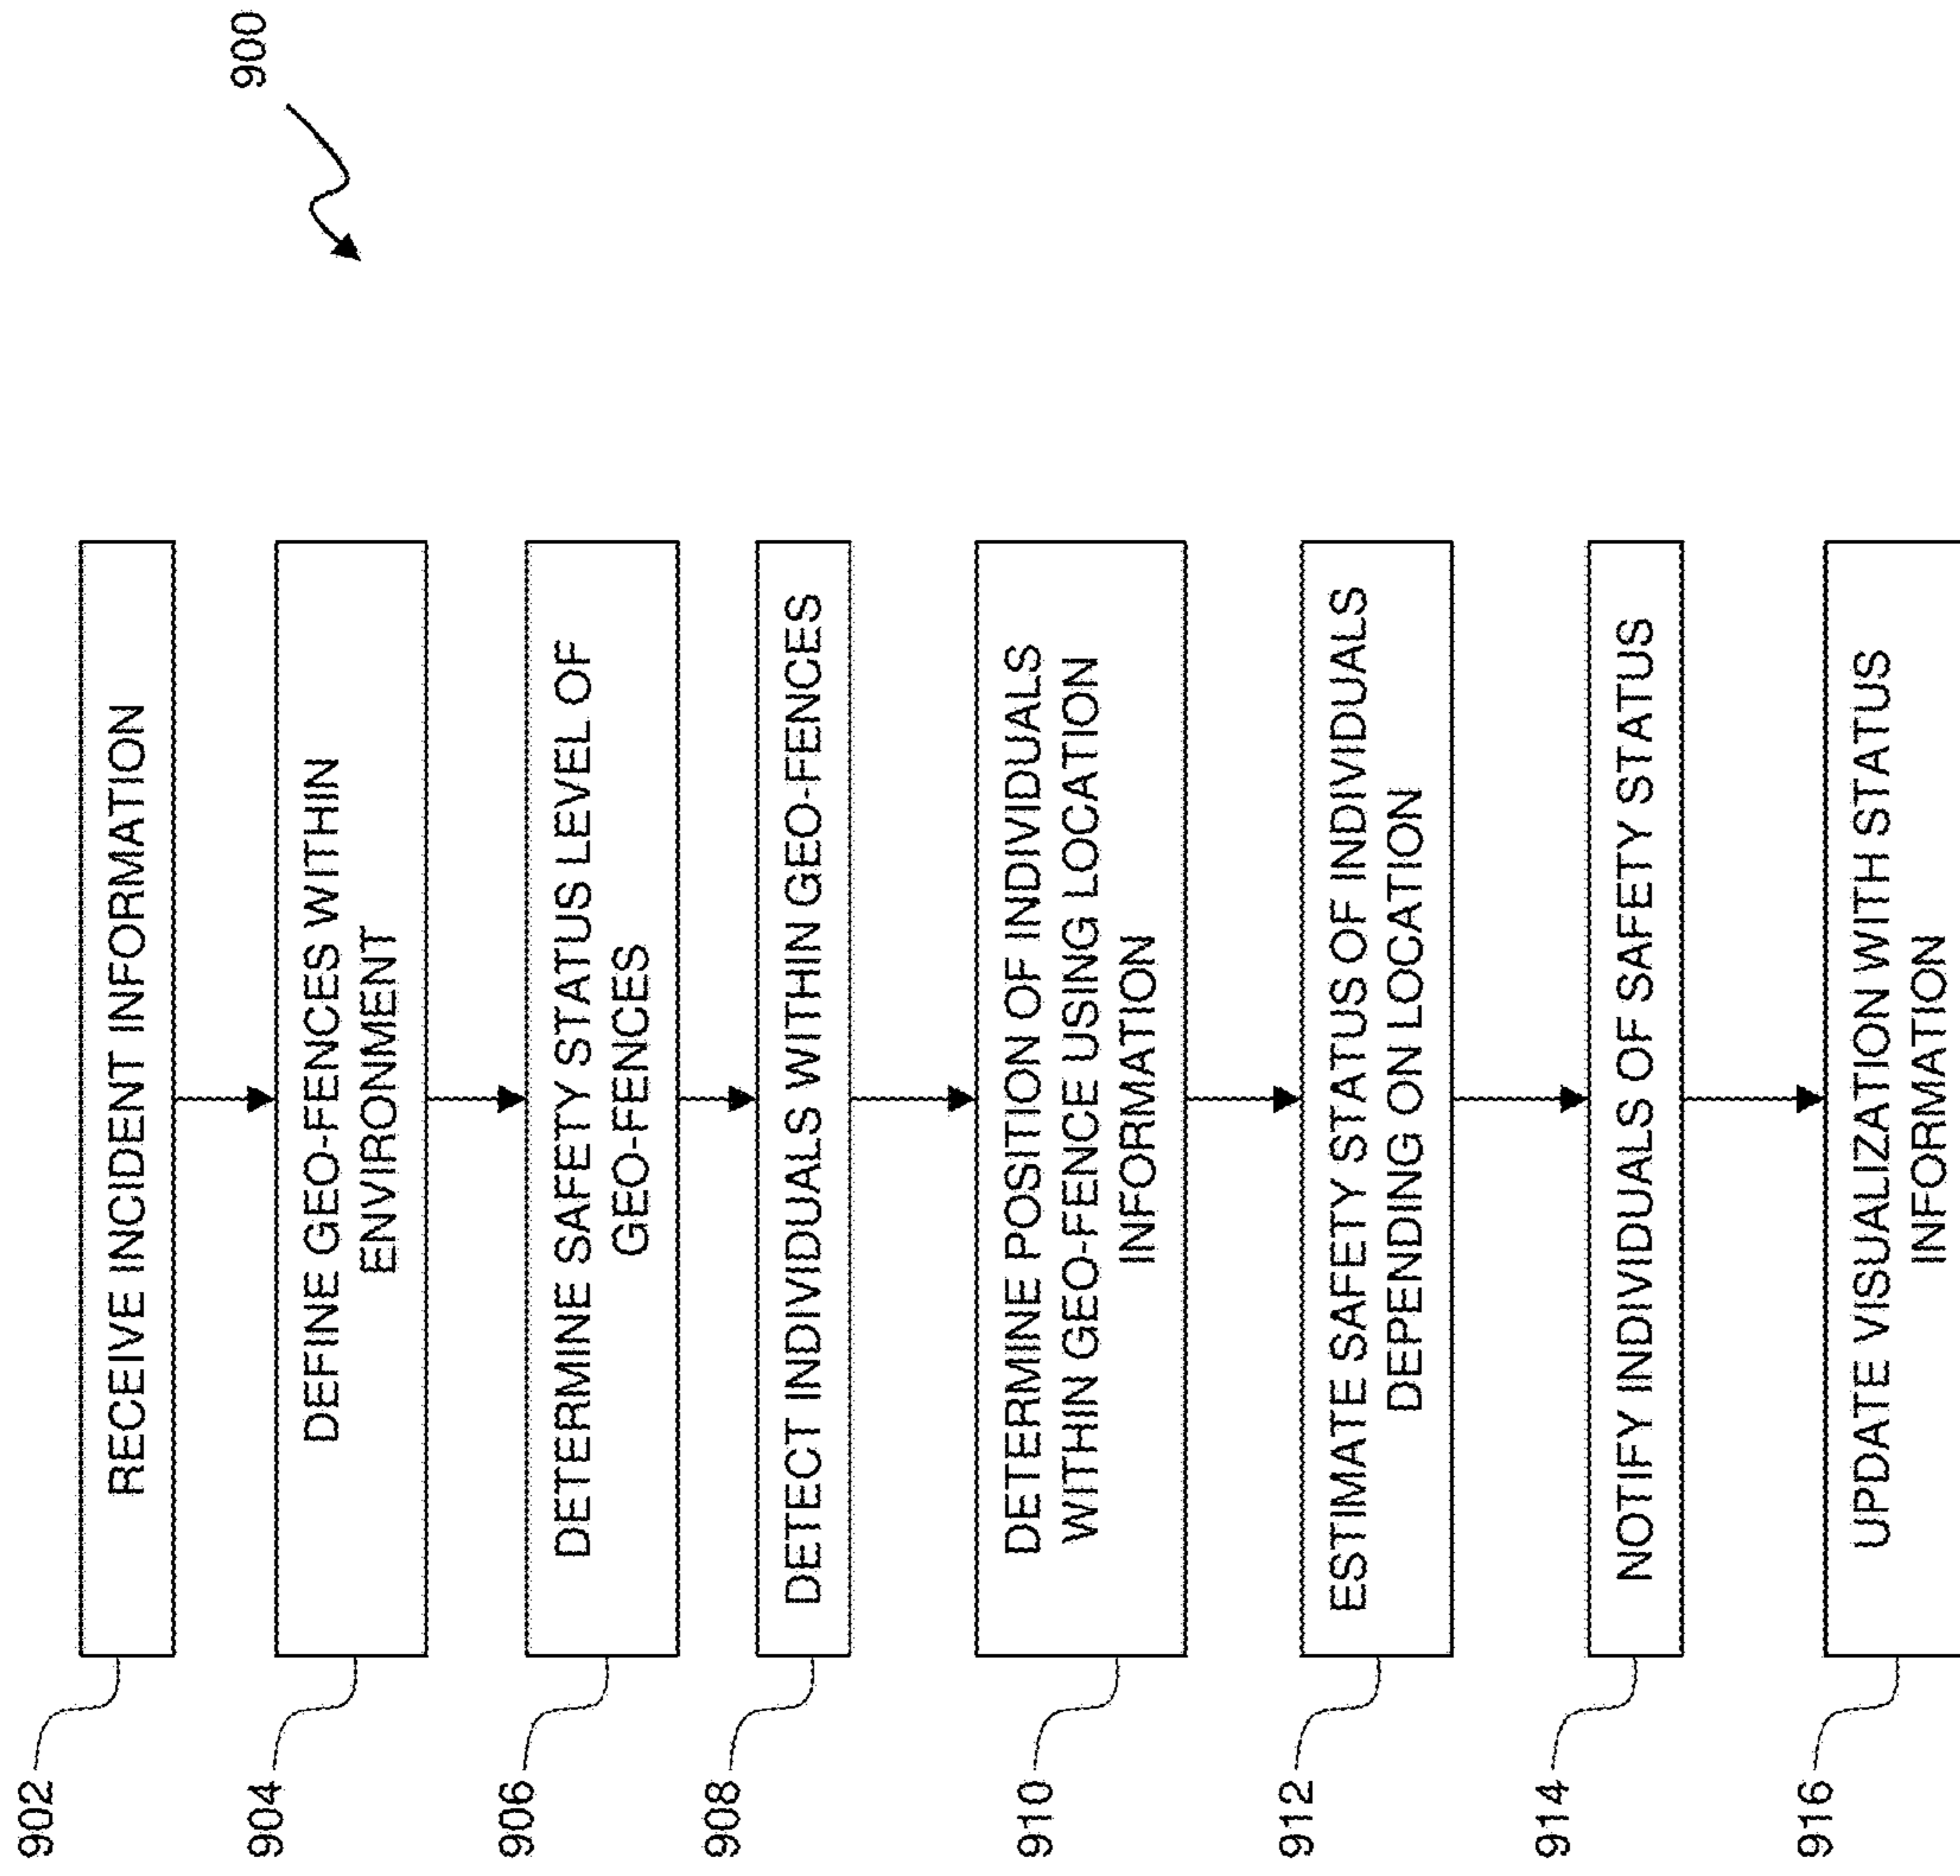 900
902
RECEIVE INCIDENT INFORMATION
904
DEFINE GEO-FENCES WITHIN
ENVIRONMENT
906
DETERMINE SAFETY STATUS LEVEL OF
GEO-FENCES
908
DETECT INDIVIDUALS WITHIN GEO-FENCES
910
DETERMINE POSITION OF INDIVIDUALS
WITHIN GEO-FENCE USING LOCATION
INFORMATION
912
ESTIMATE SAFETY STATUS OF INDIVIDUALS
DEPENDING ON LOCATION
914
NOTIFY INDIVIDUALS OF SAFETY STATUS
916
UPDATE VISUALIZATION WITH STATUS
INFORMATION